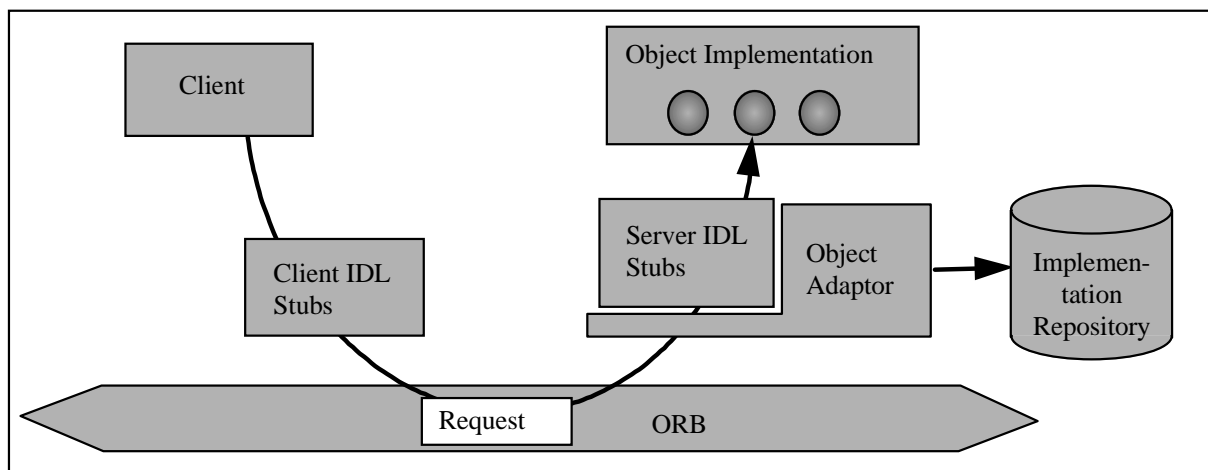 Client
Object Implementation
Client IDL
Stubs
Server IDL
Stubs
Object
Adaptor
Implemen-
tation
Repository
Request
ORB